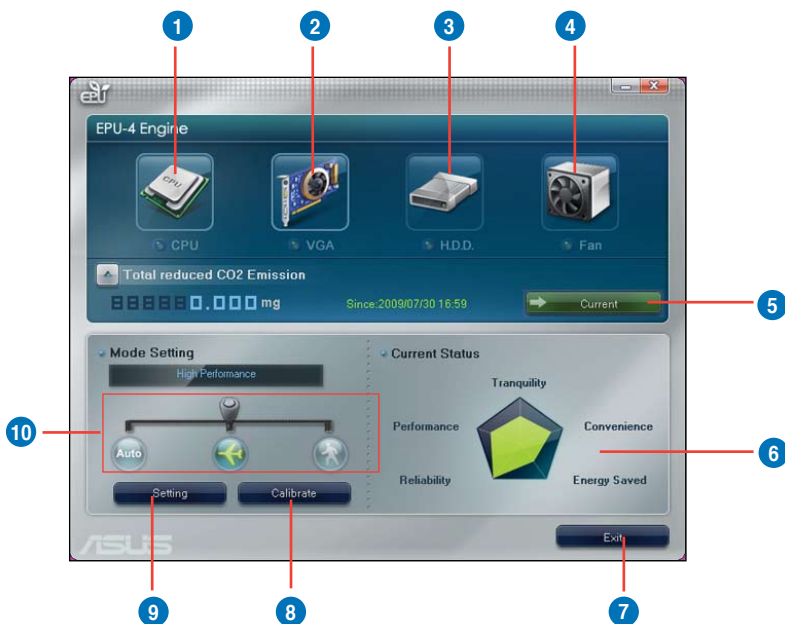 1 2 3 4
EPU
EPU-4 Engine
CPU
CPU VGA H.D.D. Fan
Total reduced CO2 Emission
0.000 mg Since:2009/07/30 16:59 Current
5
Mode Setting
High Performance
Auto
10
Setting Calibrate
Current Status
Tranquility
Performance Convenience
Reliability Energy Saved
6
ASUS
Exit
9 8 7